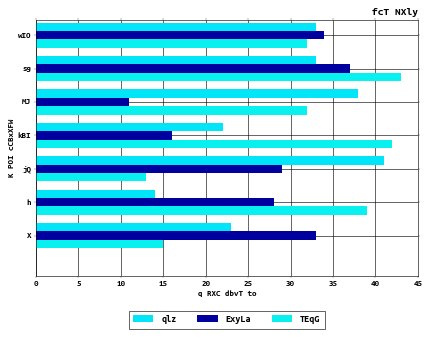 fcT NXly
K POI cCBxXFW
wIO
sg
MJ
kBI
jQ
h
X
0 5 10 15 20 25 30 35 40 45
q RXC dbvT to
qlz ExyLa TEqG